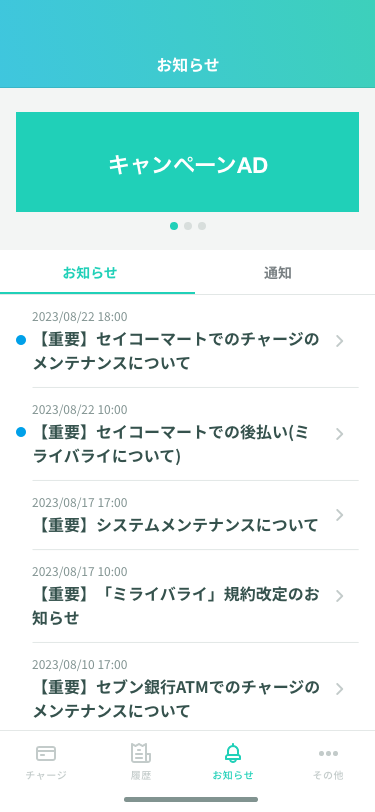 お知らせ
キャンペーンAD
お知らせ
通知
2023/08/22 18:00
【重要】セイコーマートでのチャージの
メンテナンスについて
2023/08/22 10:00
【重要】セイコーマートでの後払い(ミ
ライバライについて)
2023/08/17 17:00
【重要】システムメンテナンスについて
2023/08/17 10:00
【重要】「ミライバライ」規約改定のお
知らせ
2023/08/10 17:00
【重要】セブン銀行ATMでのチャージの
メンテナンスについて
チャージ
履歴
お知らせ
その他